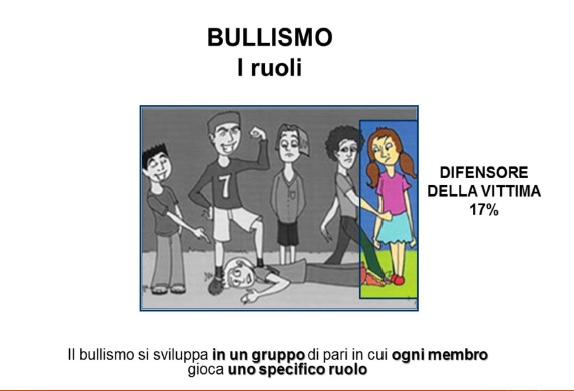 BULLISMO
I ruoli
7
DIFENSORE
DELLA VITTIMA
17%
Il bullismo si sviluppa in un gruppo di pari in cui ogni membro
gioca uno specifico ruolo